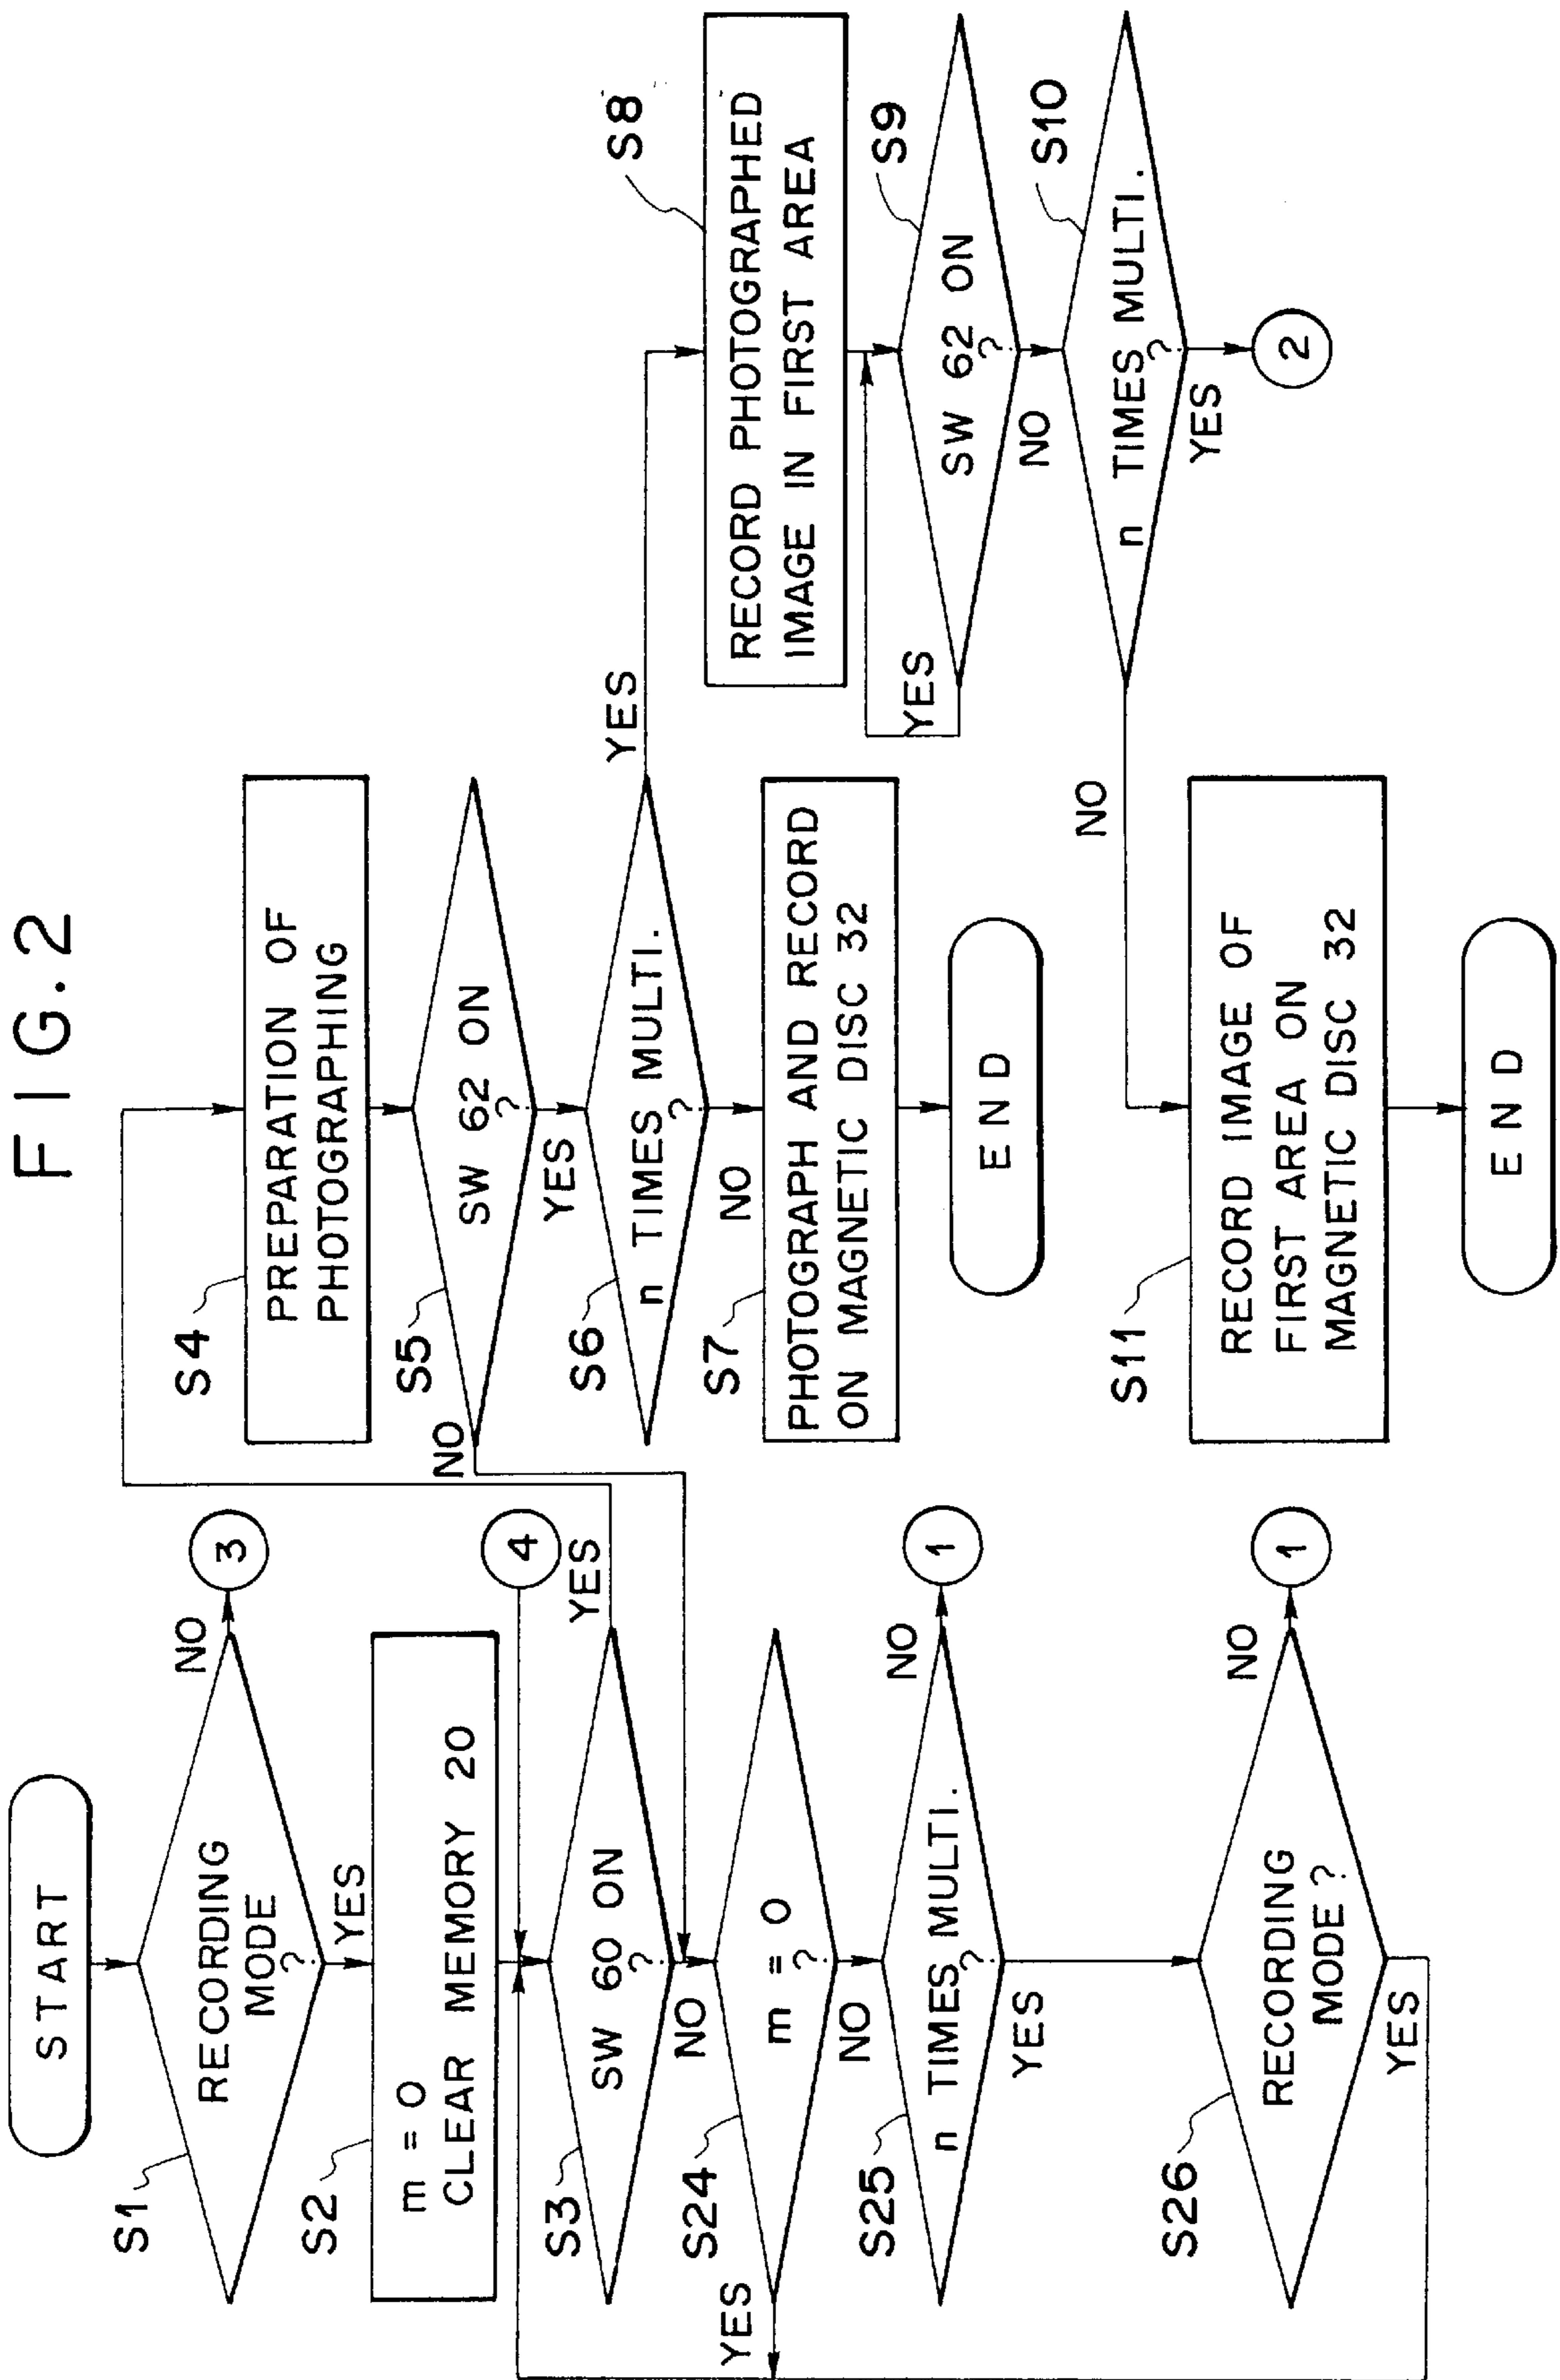 FIG. 2
START
S1
RECORDING
MODE
?
NO
3
YES
S2
m = 0
CLEAR MEMORY 20
4
S3
SW 60 ON
?
YES
NO
S24
m = 0
?
YES
NO
S25
n TIMES MULTI.
?
NO
1
YES
S26
RECORDING
MODE ?
NO
1
YES
S4
PREPARATION OF
PHOTOGRAPHING
S5
SW 62 ON
?
NO
YES
S6
n TIMES MULTI.
?
YES
NO
S7
PHOTOGRAPH AND RECORD
ON MAGNETIC DISC 32
END
S8
RECORD PHOTOGRAPHED
IMAGE IN FIRST AREA
S9
SW 62 ON
?
YES
NO
S10
n TIMES MULTI.
?
NO
YES
2
S11
RECORD IMAGE OF
FIRST AREA ON
MAGNETIC DISC 32
END